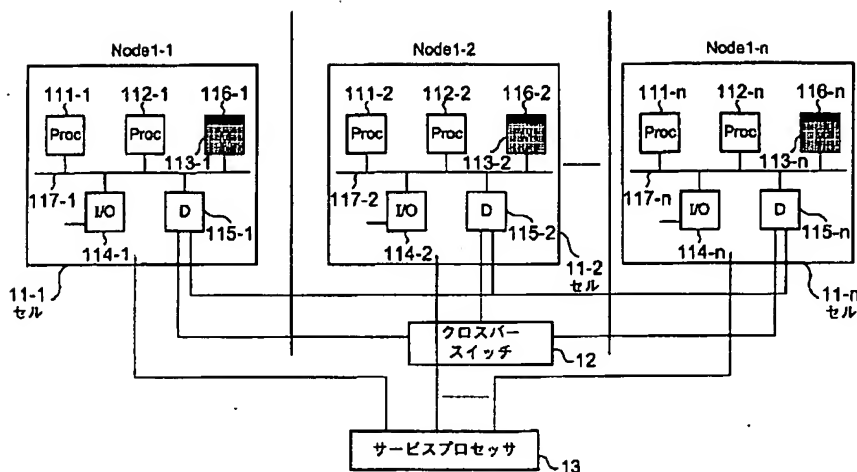 Node1-1
Node1-2
Node1-n
111-1 112-1 116-1
111-2 112-2 116-2
111-n 112-n 116-n
Proc Proc
Proc Proc
Proc Proc
113-1
113-2
113-n
117-1
117-2
117-n
I/O D
I/O D
I/O D
114-1 115-1
114-2 115-2
114-n 115-n
11-1
セル
11-2
セル
11-n
セル
クロスバー
スイッチ
12
サービスプロセッサ
13